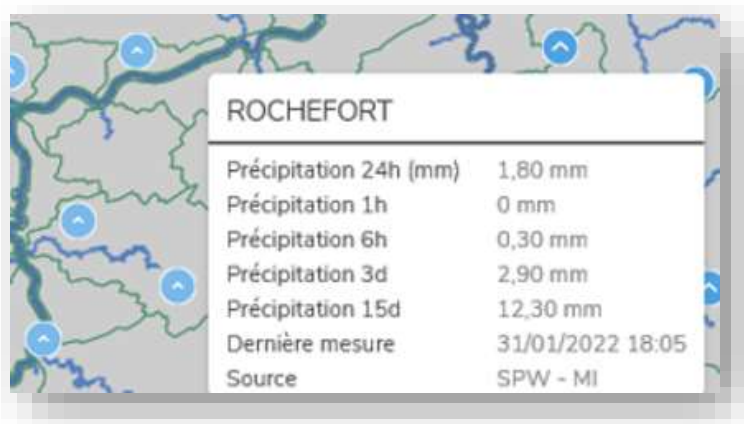 ROCHEFORT
Précipitation 24h (mm) 1,80 mm
Précipitation 1h 0 mm
Précipitation 6h 0,30 mm
Précipitation 3d 2,90 mm
Précipitation 15d 12,30 mm
Dernière mesure 31/01/2022 18:05
Source SPW - MI